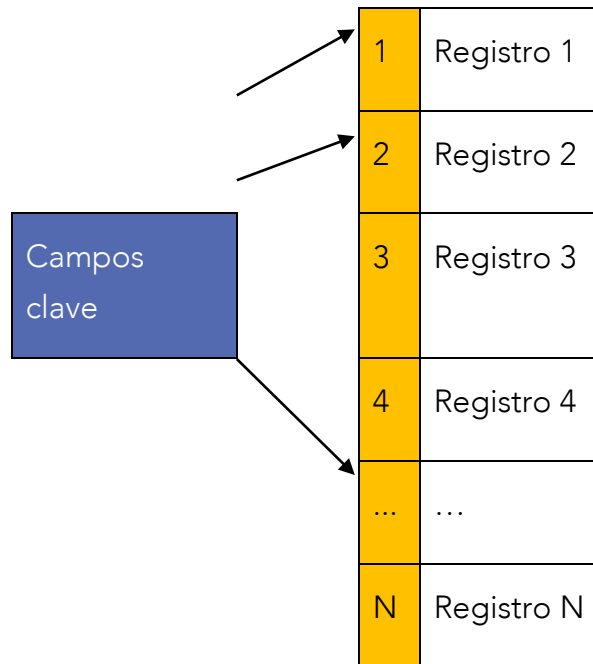 1 Registro 1
2 Registro 2
Campos
clave
3 Registro 3
4 Registro 4
... ...
N Registro N